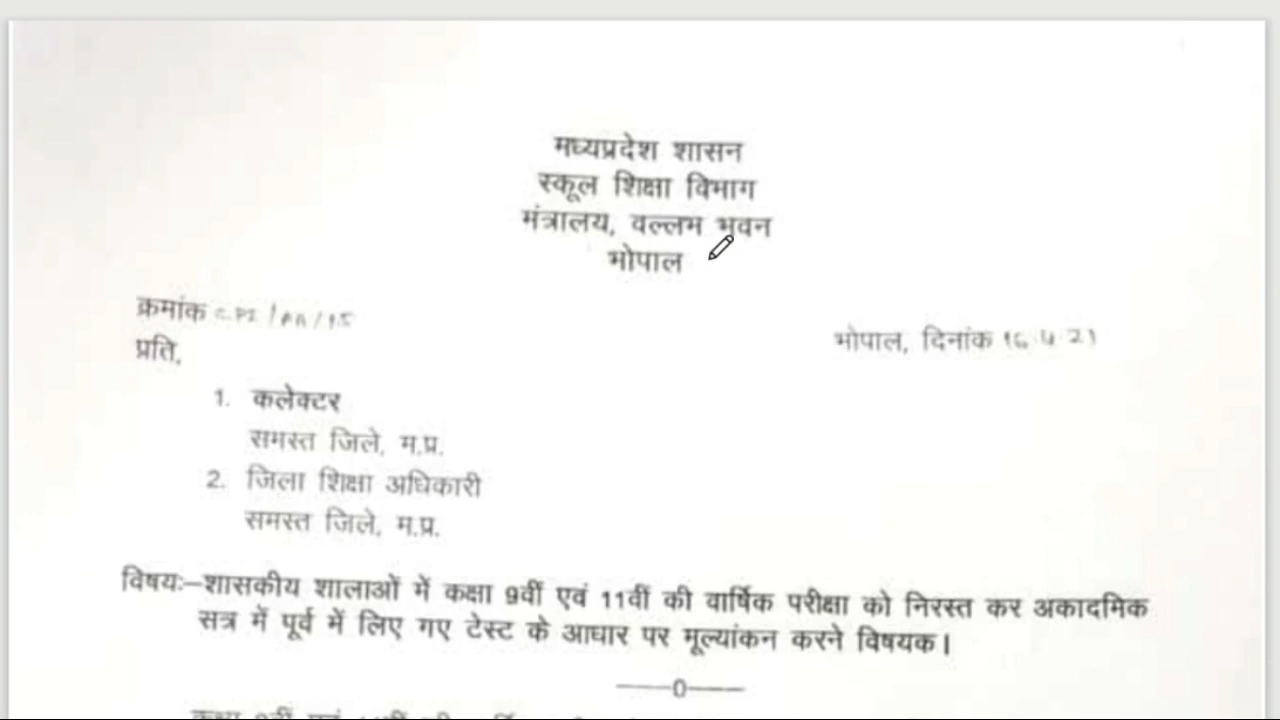 मध्यप्रदेश शासन
स्कूल शिक्षा विभाग
मंत्रालय, वल्लभ भवन
भोपाल
क्रमांक
भोपाल, दिनांक 16.4.21
प्रति,
1. कलेक्टर
समस्त जिले, म.प्र.
2. जिला शिक्षा अधिकारी
समस्त जिले, म.प्र.
विषयः–शासकीय शालाओं में कक्षा 9वीं एवं 11वीं की वार्षिक परीक्षा को निरस्त कर अकादमिक
सत्र में पूर्व में लिए गए टेस्ट के आधार पर मूल्यांकन करने विषयक।
——0——